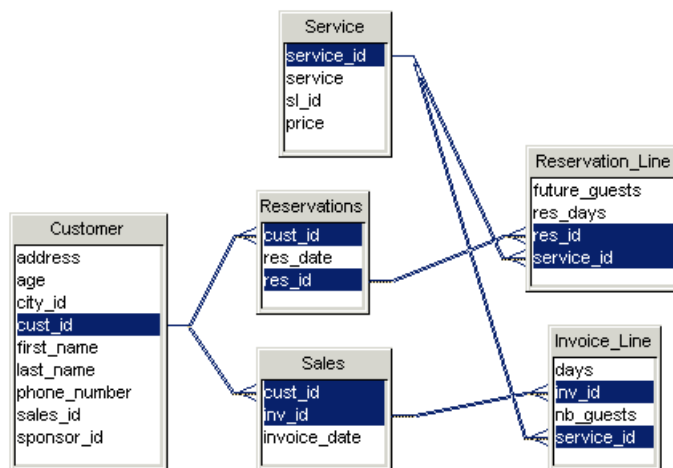 Service
service_id
service
sl_id
price
Reservation_Line
future_guests
res_days
res_id
service_id
Reservations
cust_id
res_date
res_id
Customer
address
age
city_id
cust_id
first_name
last_name
phone_number
sales_id
sponsor_id
Sales
cust_id
inv_id
invoice_date
Invoice_Line
days
inv_id
nb_guests
service_id